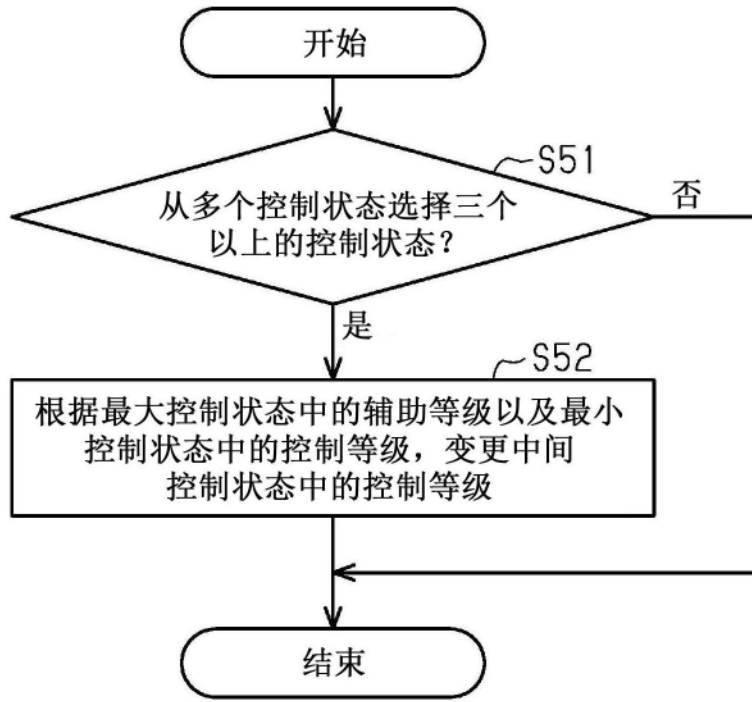 开始
S51
从多个控制状态选择三个
以上的控制状态?
否
是
S52
根据最大控制状态中的辅助等级以及最小
控制状态中的控制等级，变更中间
控制状态中的控制等级
结束